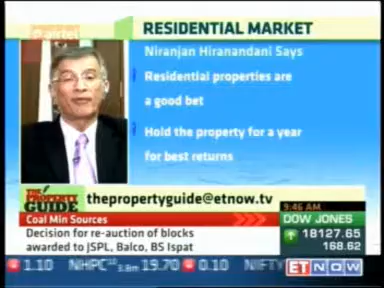 airtel
RESIDENTIAL MARKET
Niranjan Hiranandani Says
Residential properties are
a good bet
Hold the property for a year
for best returns
THE PROPERTY
GUIDE
thepropertyguide@etnow.tv
9:46 AM
Coal Min Sources
DOW JONES
Decision for re-auction of blocks
awarded to JSPL, Balco, BS Ispat
18127.65
168.62
1.10 NHPC 3.8m 19.70 0.10 NIFTY
ET NOW